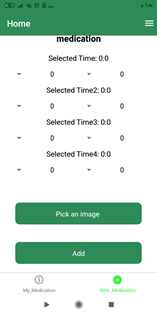 Home
medication
Selected Time: 0:0
0 0
Selected Time2: 0:0
0 0
Selected Time3: 0:0
0 0
Selected Time4: 0:0
0 0
Pick an image
Add
My_Medication New_Medication